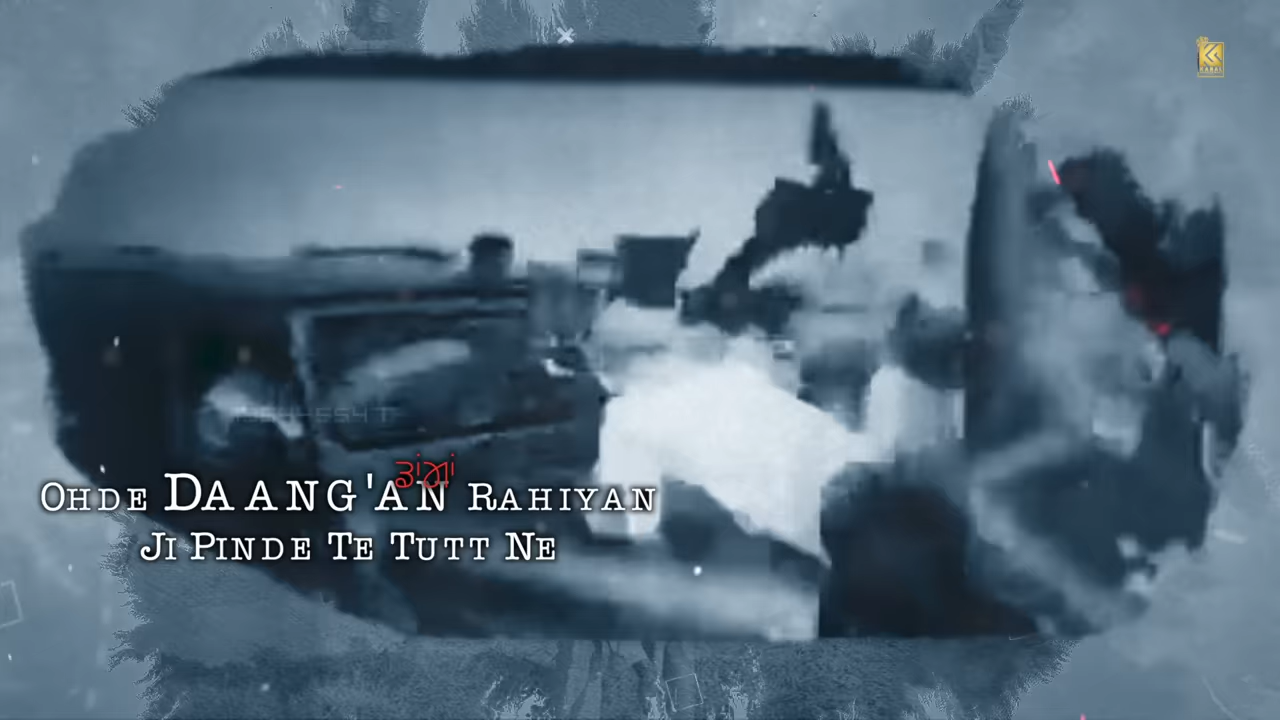 ਡਾਂਗਾਂ
OHDE DAANG'AN RAHIYAN
JI PINDE TE TUTT NE